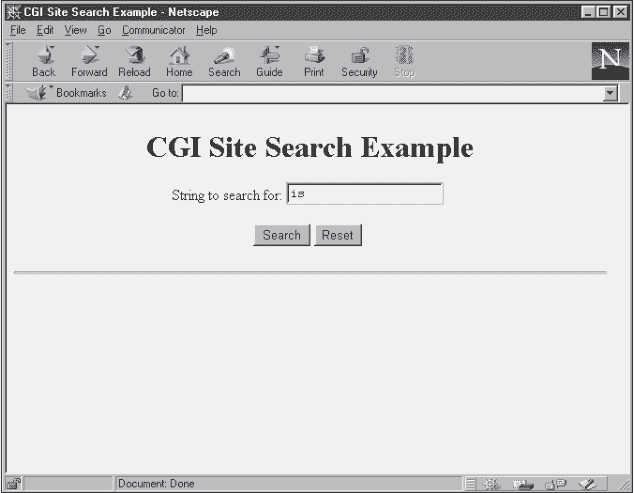 CGI Site Search Example - Netscape
File Edit View Go Communicator Help
Back Forward Reload Home Search Guide Print Security Stop
N
Bookmarks Go to:
CGI Site Search Example
String to search for: is
Search Reset
Document: Done